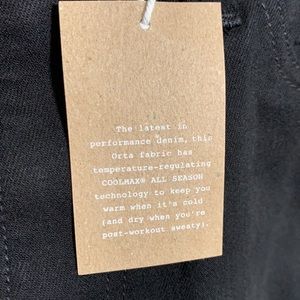 The latest in
performance denim, this
Orta fabric has
temperature-regulating
COOLMAX® ALL SEASON
technology to keep you
warm when it's cold
(and dry when you're
post-workout sweaty).